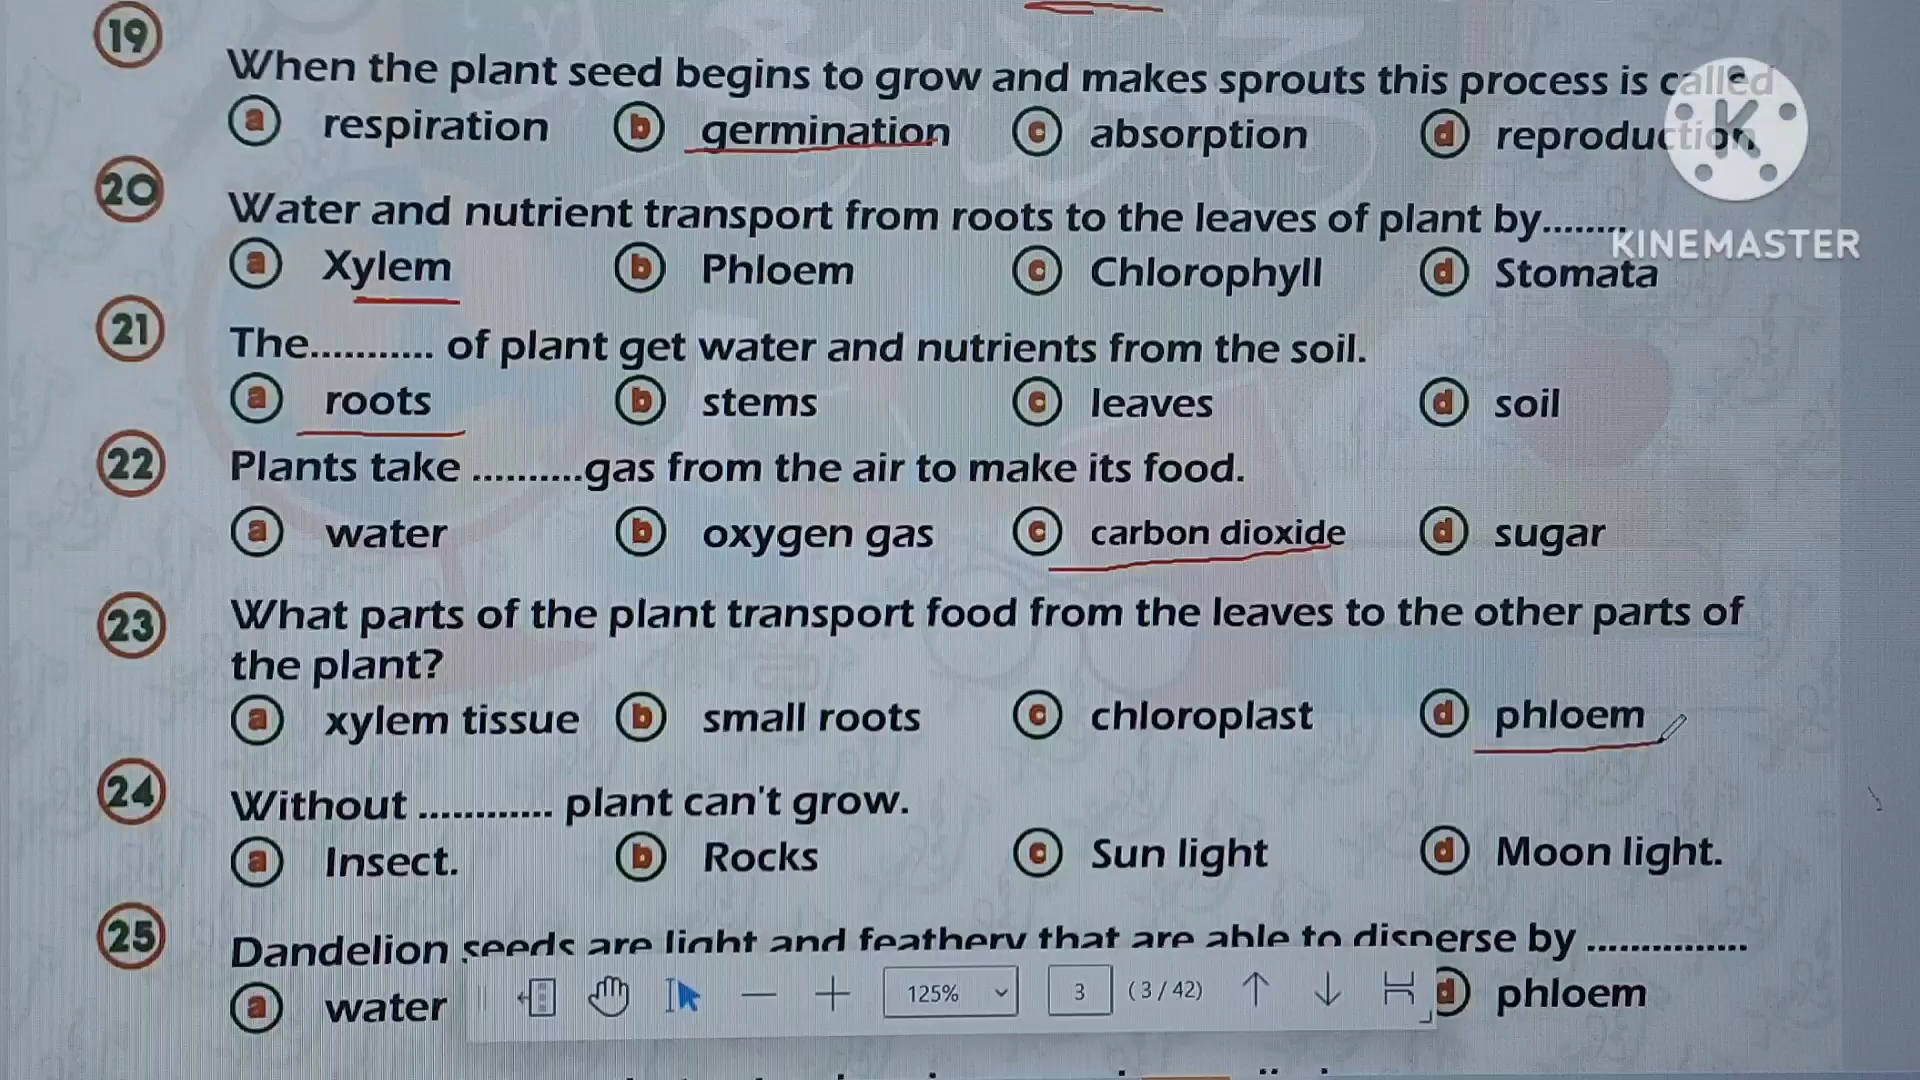 19
When the plant seed begins to grow and makes sprouts this process is called
a respiration b germination c absorption d reproduction
20
Water and nutrient transport from roots to the leaves of plant by........
KINEMASTER
a Xylem b Phloem c Chlorophyll d Stomata
21
The............ of plant get water and nutrients from the soil.
a roots b stems c leaves d soil
22
Plants take ..........gas from the air to make its food.
a water b oxygen gas c carbon dioxide d sugar
23
What parts of the plant transport food from the leaves to the other parts of
the plant?
a xylem tissue b small roots c chloroplast d phloem
24
Without ............ plant can't grow.
a Insect. b Rocks c Sun light d Moon light.
25
Dandelion seeds are light and feathery that are able to disperse by ...............
a water d phloem
125% 3 (3 / 42)